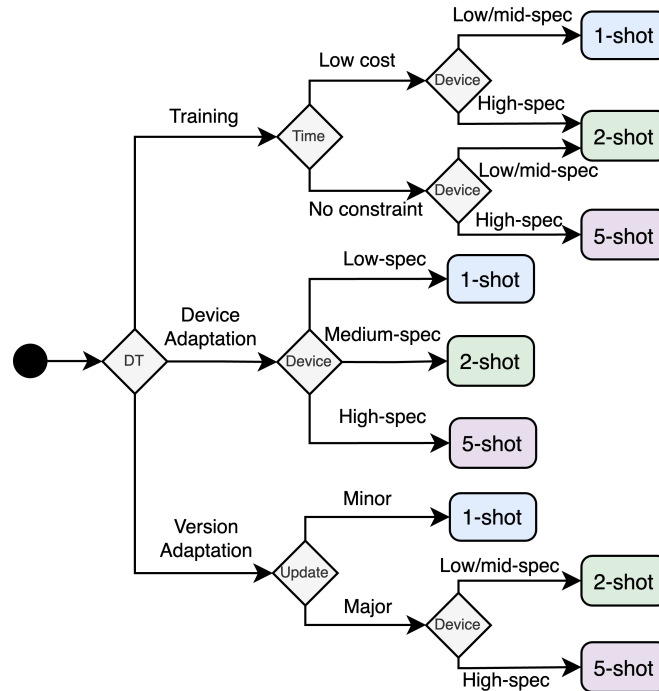 Low/mid-spec
1-shot
Low cost
Device
High-spec
Training
Time
2-shot
Low/mid-spec
Device
No constraint
High-spec
5-shot
Low-spec
1-shot
Device
Adaptation
Medium-spec
DT
Device
2-shot
High-spec
5-shot
Minor
1-shot
Version
Adaptation
Update
Low/mid-spec
2-shot
Major
Device
5-shot
High-spec